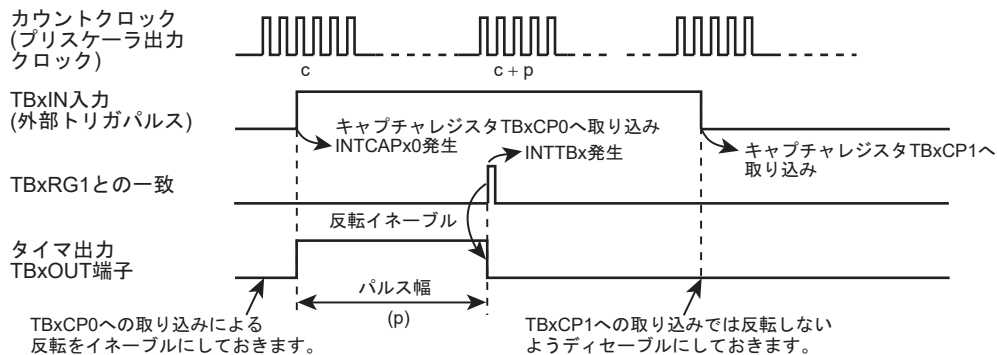 カウントクロック
(プリスケーラ出力
クロック)
c
c + p
TBxIN入力
(外部トリガパルス)
キャプチャレジスタTBxCP0へ取り込み
INTCAPx0発生
INTTBx発生
キャプチャレジスタTBxCP1へ
取り込み
TBxRG1との一致
反転イネーブル
タイマ出力
TBxOUT端子
パルス幅
(p)
TBxCP0への取り込みによる
反転をイネーブルにしておきます。
TBxCP1への取り込みでは反転しない
ようディセーブルにしておきます。